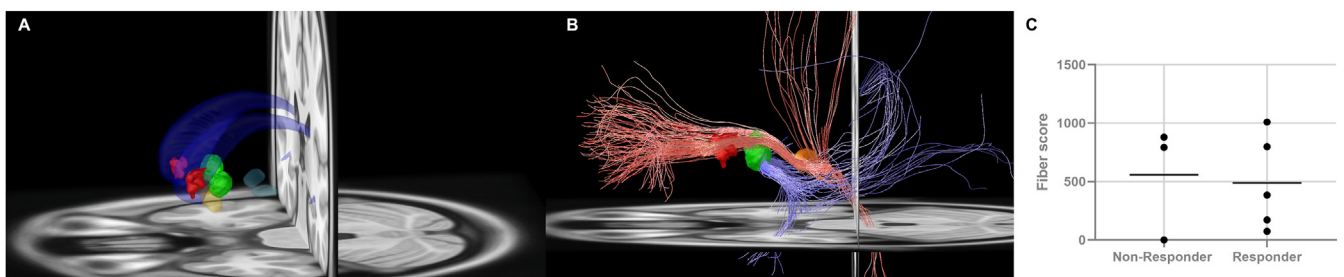 A
B
C
1500
1000
500
0
Fiber score
Non-Responder
Responder